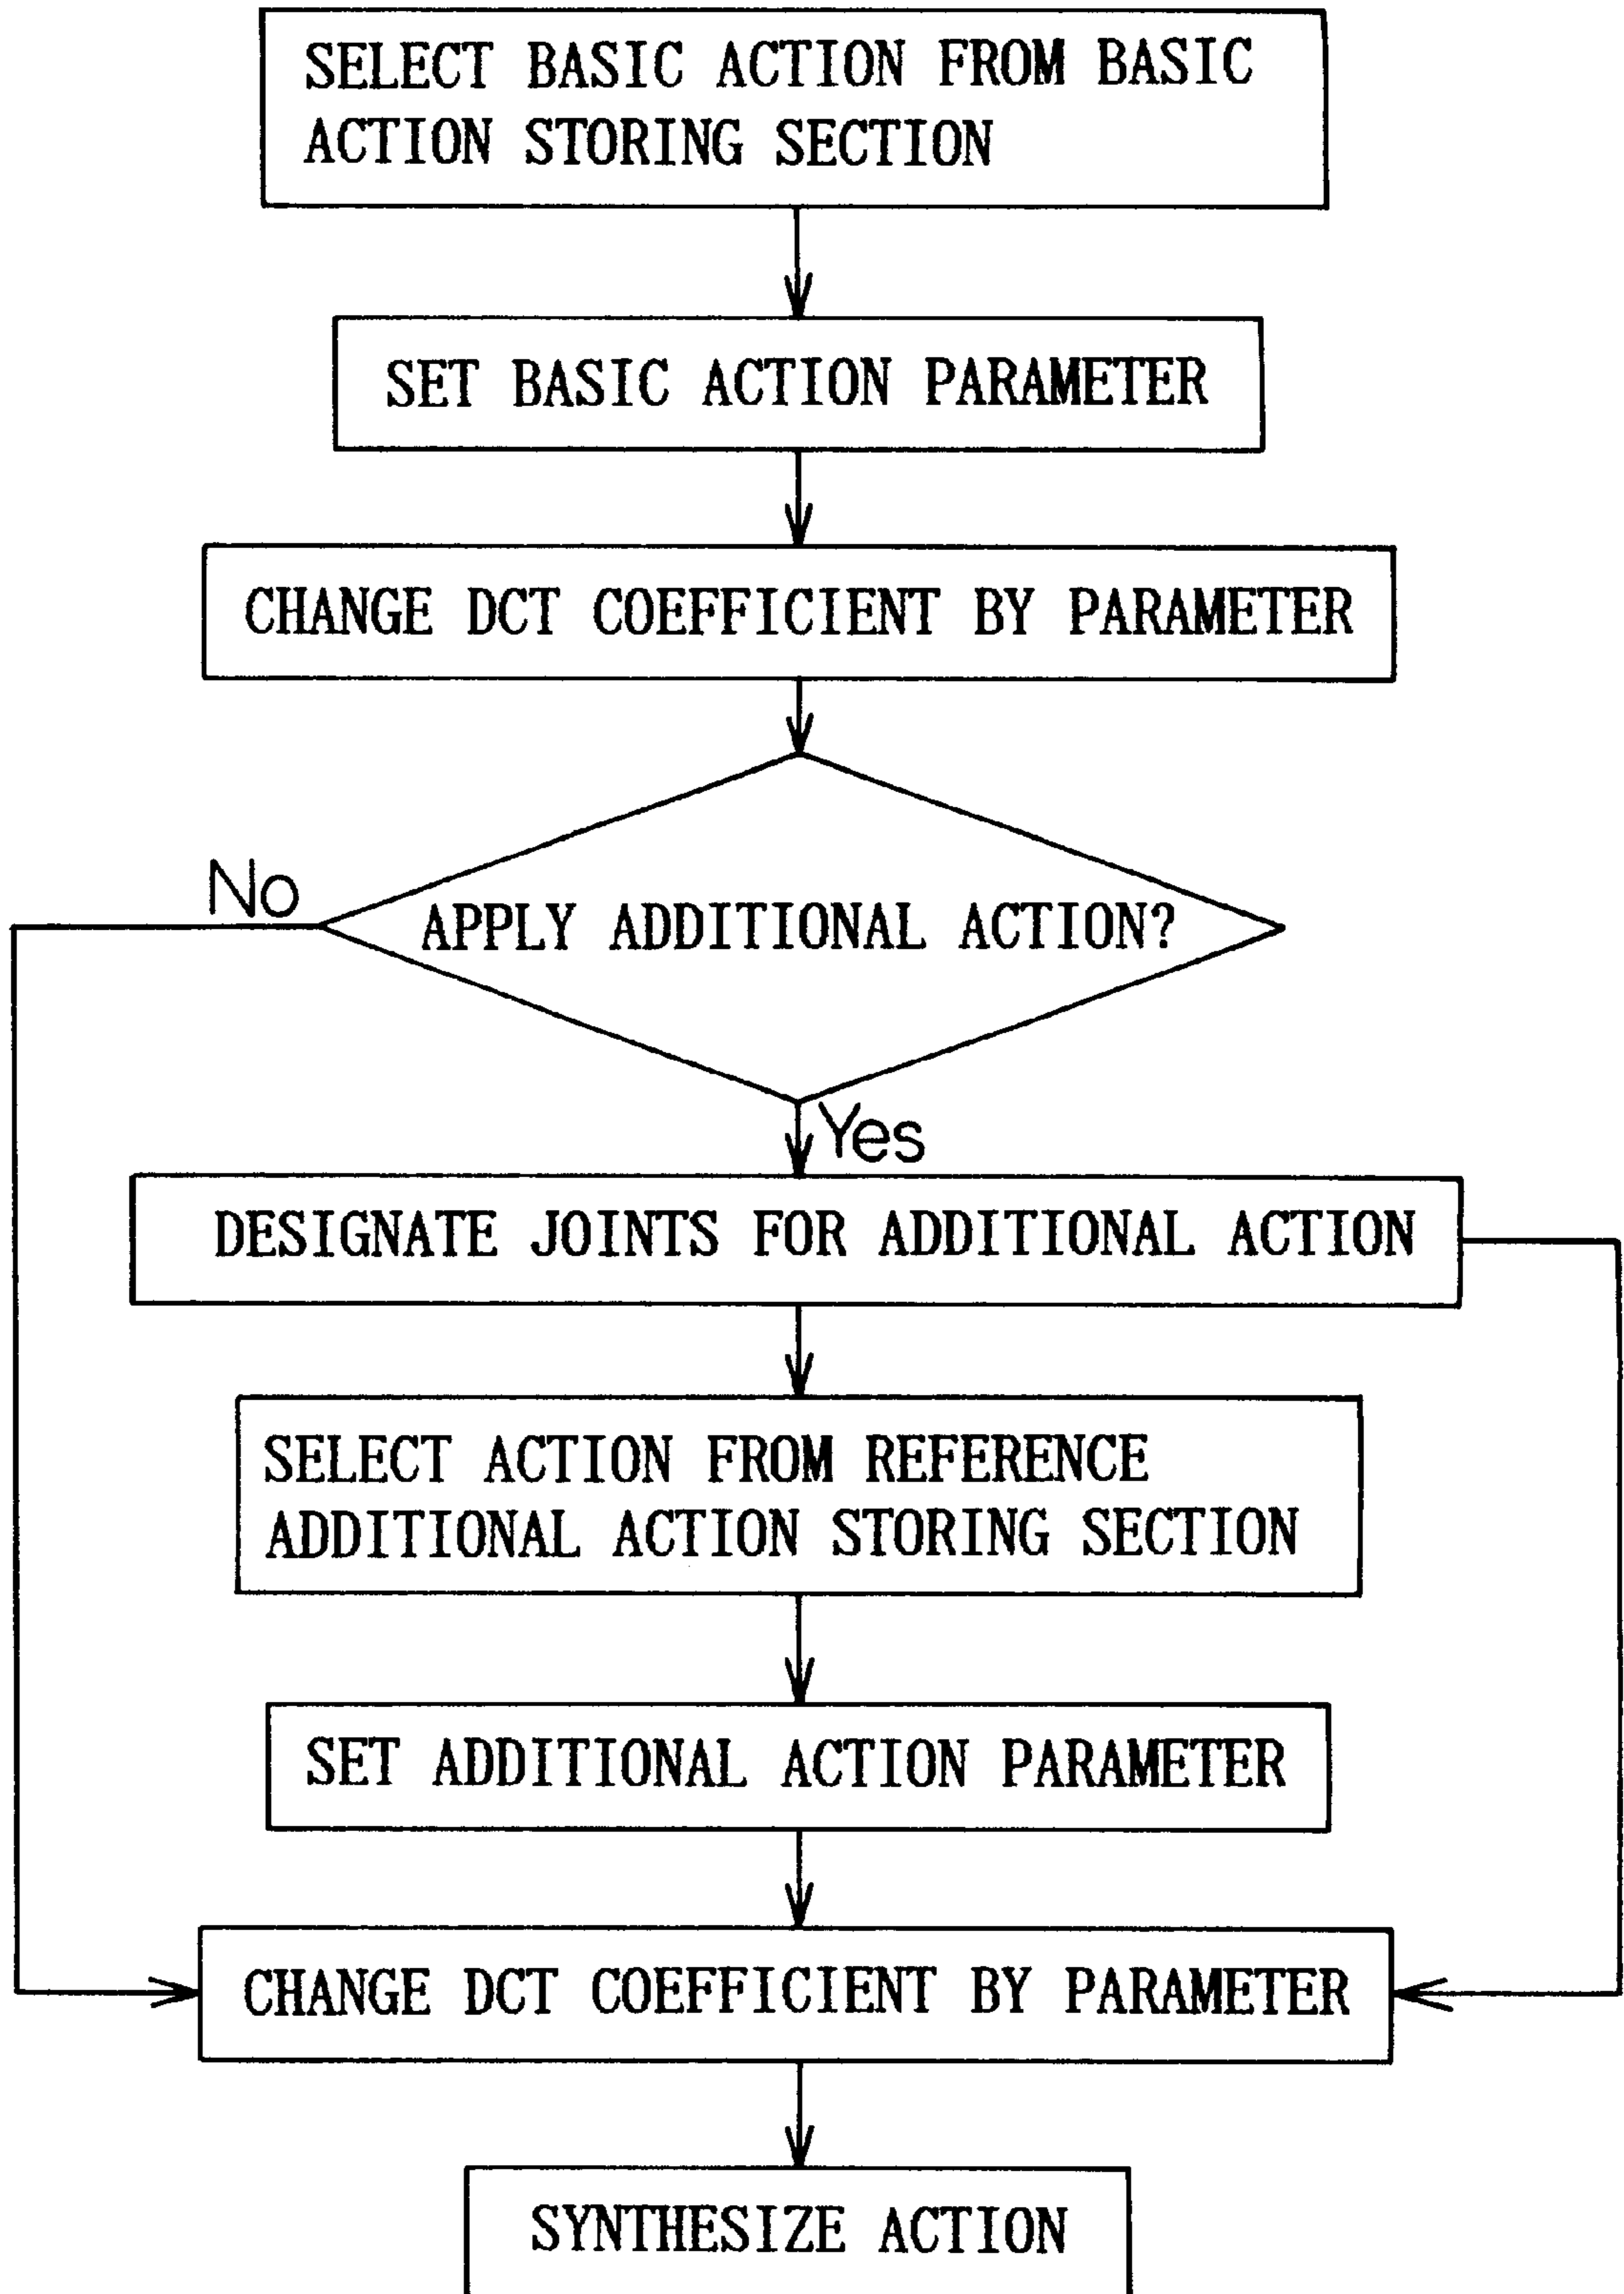 SELECT BASIC ACTION FROM BASIC
ACTION STORING SECTION
SET BASIC ACTION PARAMETER
CHANGE DCT COEFFICIENT BY PARAMETER
No
APPLY ADDITIONAL ACTION?
Yes
DESIGNATE JOINTS FOR ADDITIONAL ACTION
SELECT ACTION FROM REFERENCE
ADDITIONAL ACTION STORING SECTION
SET ADDITIONAL ACTION PARAMETER
CHANGE DCT COEFFICIENT BY PARAMETER
SYNTHESIZE ACTION